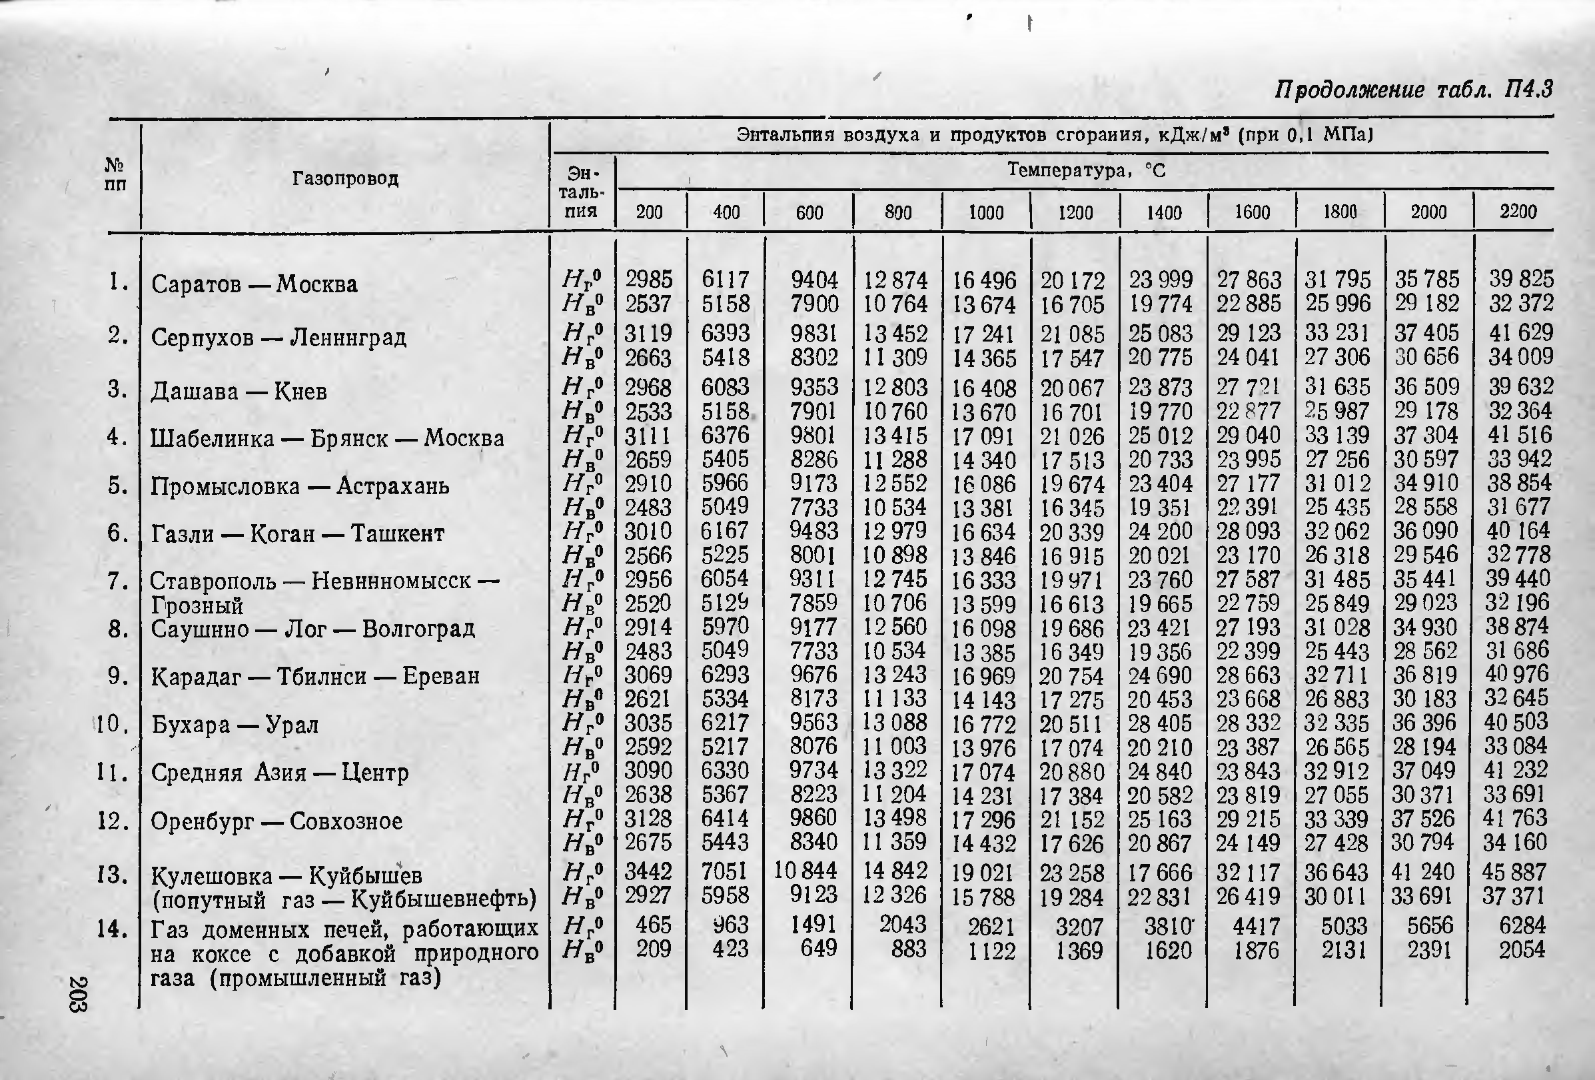 Продолжение табл. П4.3
№ пп Газопровод Энтальпия воздуха и продуктов сгорания, кДж/м³ (при 0,1 МПа)
Эн-
таль-
пия Температура, °С
200 400 600 800 1000 1200 1400 1600 1800 2000 2200
1. Саратов — Москва Hг⁰ 2985 6117 9404 12 874 16 496 20 172 23 999 27 863 31 795 35 785 39 825
Hв⁰ 2537 5158 7900 10 764 13 674 16 705 19 774 22 885 25 996 29 182 32 372
2. Серпухов — Ленинград Hг⁰ 3119 6393 9831 13 452 17 241 21 085 25 083 29 123 33 231 37 405 41 629
Hв⁰ 2663 5418 8302 11 309 14 365 17 547 20 775 24 041 27 306 30 656 34 009
3. Дашава — Киев Hг⁰ 2968 6083 9353 12 803 16 408 20 067 23 873 27 721 31 635 36 509 39 632
Hв⁰ 2533 5158 7901 10 760 13 670 16 701 19 770 22 877 25 987 29 178 32 364
4. Шабелинка — Брянск — Москва Hг⁰ 3111 6376 9801 13 415 17 091 21 026 25 012 29 040 33 139 37 304 41 516
Hв⁰ 2659 5405 8286 11 288 14 340 17 513 20 733 23 995 27 256 30 597 33 942
5. Промысловка — Астрахань Hг⁰ 2910 5966 9173 12 552 16 086 19 674 23 404 27 177 31 012 34 910 38 854
Hв⁰ 2483 5049 7733 10 534 13 381 16 345 19 351 22 391 25 435 28 558 31 677
6. Газли — Коган — Ташкент Hг⁰ 3010 6167 9483 12 979 16 634 20 339 24 200 28 093 32 062 36 090 40 164
Hв⁰ 2566 5225 8001 10 898 13 846 16 915 20 021 23 170 26 318 29 546 32 778
7. Ставрополь — Невинномысск — Hг⁰ 2956 6054 9311 12 745 16 333 19 971 23 760 27 587 31 485 35 441 39 440
Грозный Hв⁰ 2520 5129 7859 10 706 13 599 16 613 19 665 22 759 25 849 29 023 32 196
8. Саушино — Лог — Волгоград Hг⁰ 2914 5970 9177 12 560 16 098 19 686 23 421 27 193 31 028 34 930 38 874
Hв⁰ 2483 5049 7733 10 534 13 385 16 349 19 356 22 399 25 443 28 562 31 686
9. Карадаг — Тбилиси — Ереван Hг⁰ 3069 6293 9676 13 243 16 969 20 754 24 690 28 663 32 711 36 819 40 976
Hв⁰ 2621 5334 8173 11 133 14 143 17 275 20 453 23 668 26 883 30 183 32 645
10. Бухара — Урал Hг⁰ 3035 6217 9563 13 088 16 772 20 511 28 405 28 332 32 335 36 396 40 503
Hв⁰ 2592 5217 8076 11 003 13 976 17 074 20 210 23 387 26 565 28 194 33 084
11. Средняя Азия — Центр Hг⁰ 3090 6330 9734 13 322 17 074 20 880 24 840 23 843 32 912 37 049 41 232
Hв⁰ 2638 5367 8223 11 204 14 231 17 384 20 582 23 819 27 055 30 371 33 691
12. Оренбург — Совхозное Hг⁰ 3128 6414 9860 13 498 17 296 21 152 25 163 29 215 33 339 37 526 41 763
Hв⁰ 2675 5443 8340 11 359 14 432 17 626 20 867 24 149 27 428 30 794 34 160
13. Кулешовка — Куйбышев Hг⁰ 3442 7051 10 844 14 842 19 021 23 258 17 666 32 117 36 643 41 240 45 887
(попутный газ — Куйбышевнефть) Hв⁰ 2927 5958 9123 12 326 15 788 19 284 22 831 26 419 30 011 33 691 37 371
14. Газ доменных печей, работающих Hг⁰ 465 963 1491 2043 2621 3207 3810 4417 5033 5656 6284
на коксе с добавкой природного Hв⁰ 209 423 649 883 1122 1369 1620 1876 2131 2391 2054
газа (промышленный газ)
203